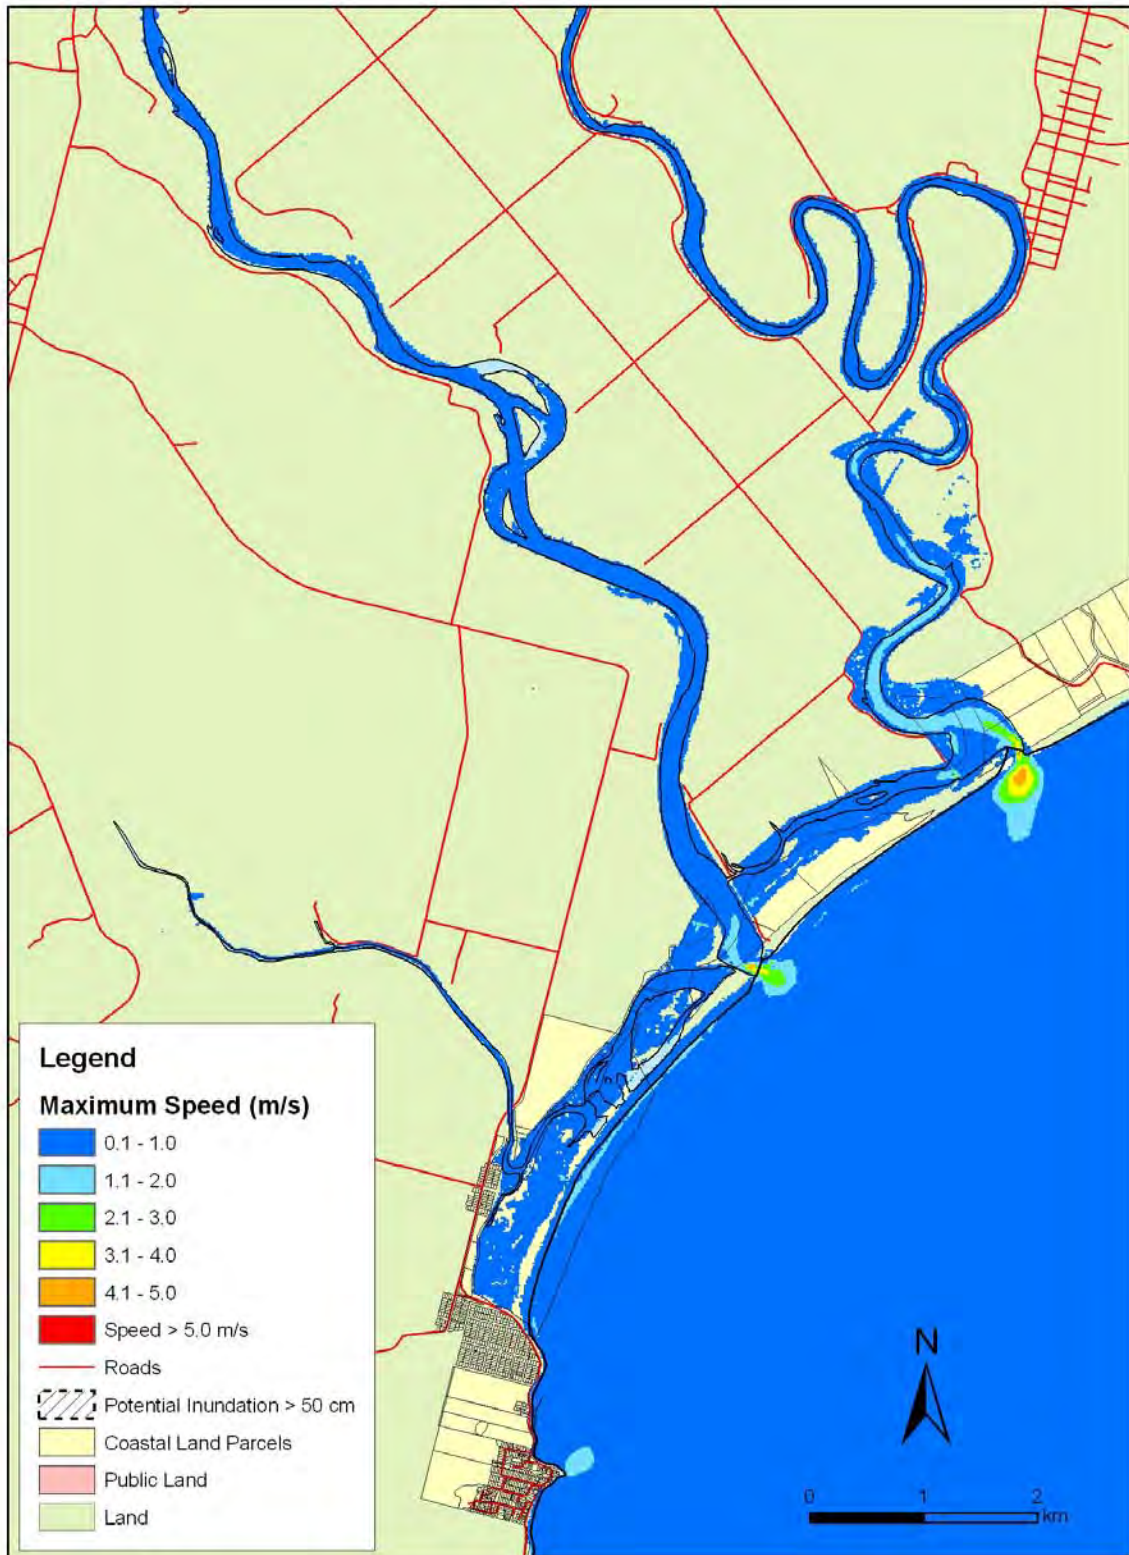 Legend
Maximum Speed (m/s)
0.1 - 1.0
1.1 - 2.0
2.1 - 3.0
3.1 - 4.0
4.1 - 5.0
Speed > 5.0 m/s
Roads
Potential Inundation > 50 cm
Coastal Land Parcels
Public Land
Land
N
0 1 2
km